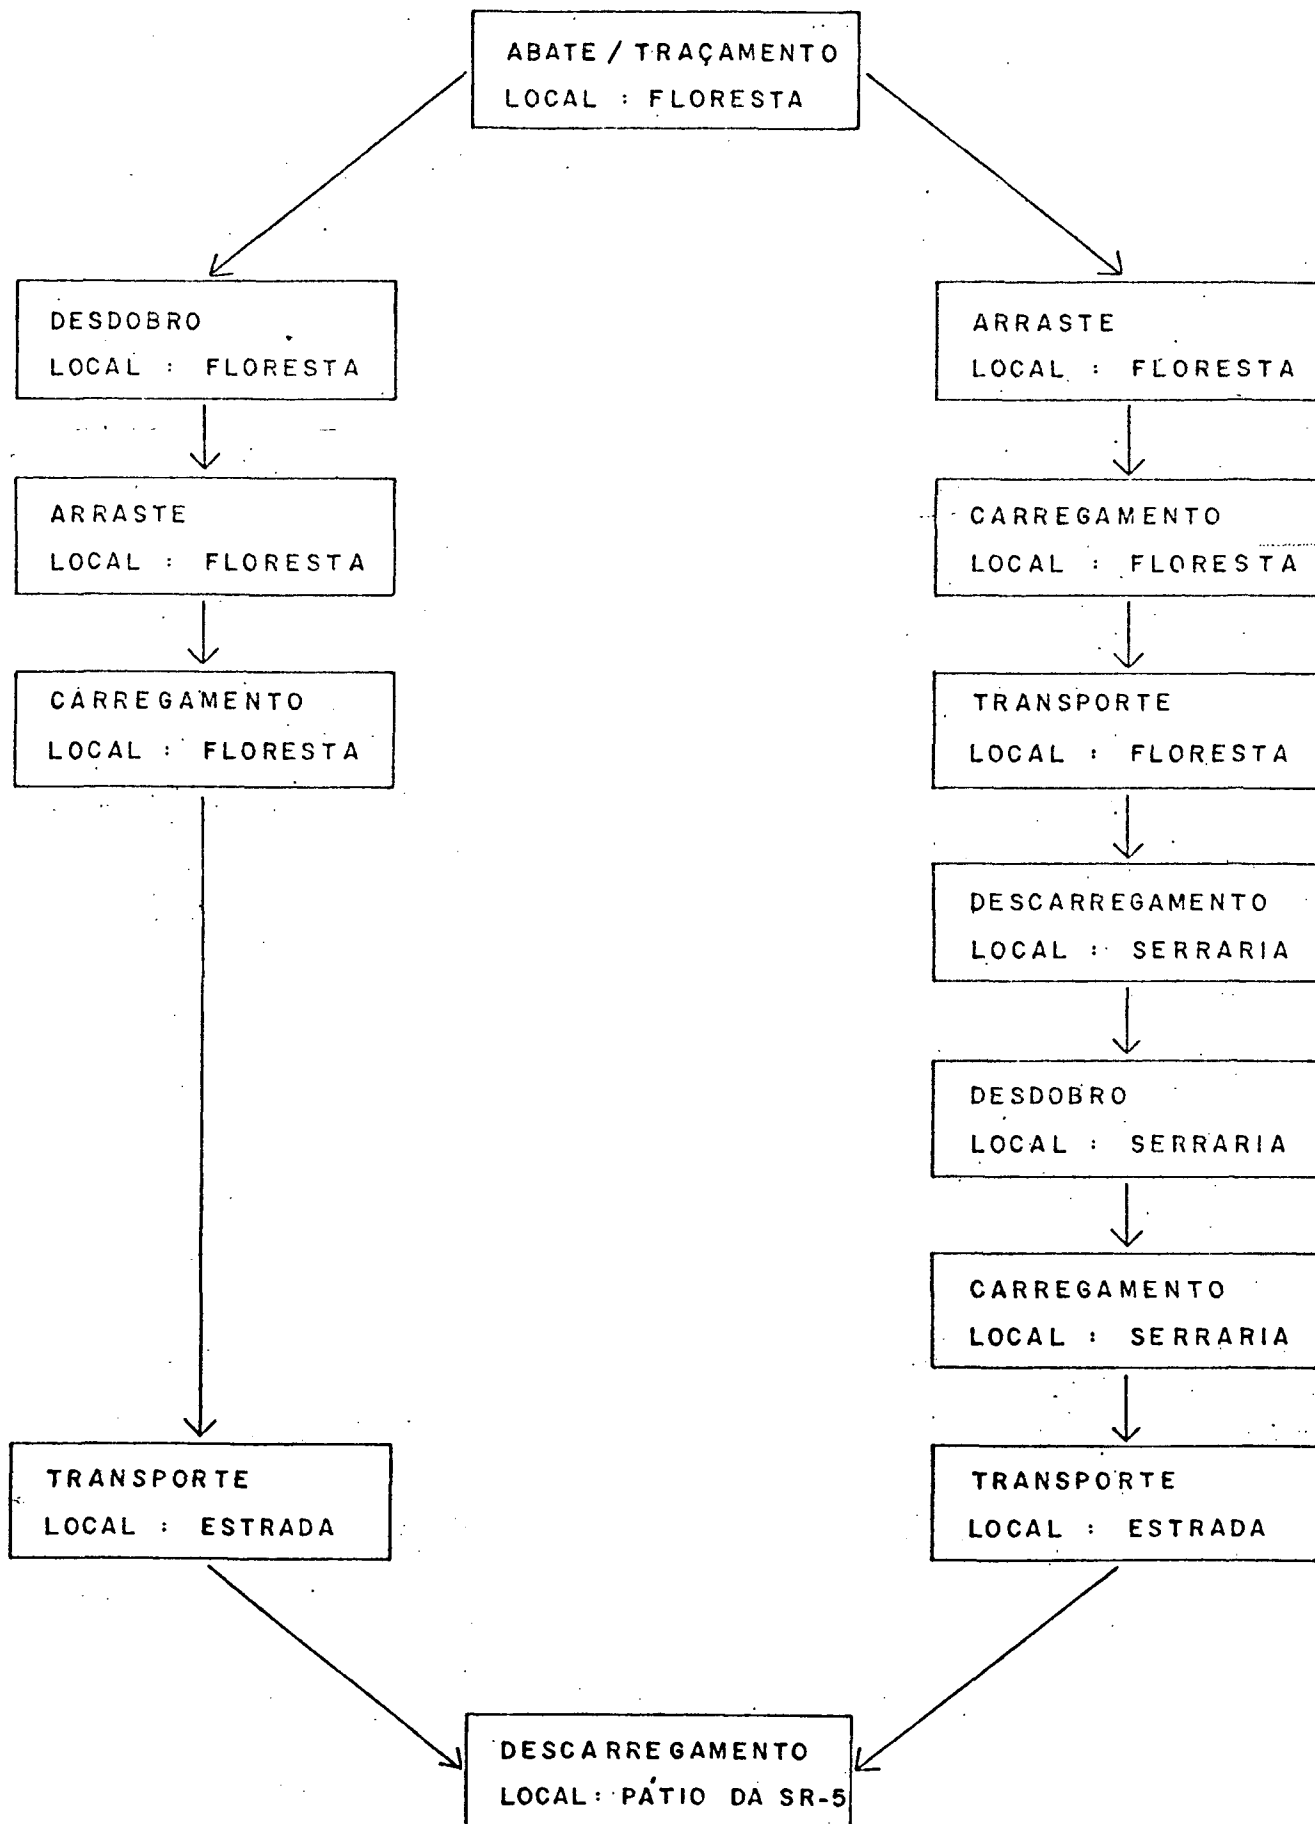 ABATE / TRAÇAMENTO
LOCAL : FLORESTA
DESDOBRO
LOCAL : FLORESTA
ARRASTE
LOCAL : FLORESTA
CARREGAMENTO
LOCAL : FLORESTA
TRANSPORTE
LOCAL : ESTRADA
ARRASTE
LOCAL : FLORESTA
CARREGAMENTO
LOCAL : FLORESTA
TRANSPORTE
LOCAL : FLORESTA
DESCARREGAMENTO
LOCAL : SERRARIA
DESDOBRO
LOCAL : SERRARIA
CARREGAMENTO
LOCAL : SERRARIA
TRANSPORTE
LOCAL : ESTRADA
DESCARREGAMENTO
LOCAL : PÁTIO DA SR-5